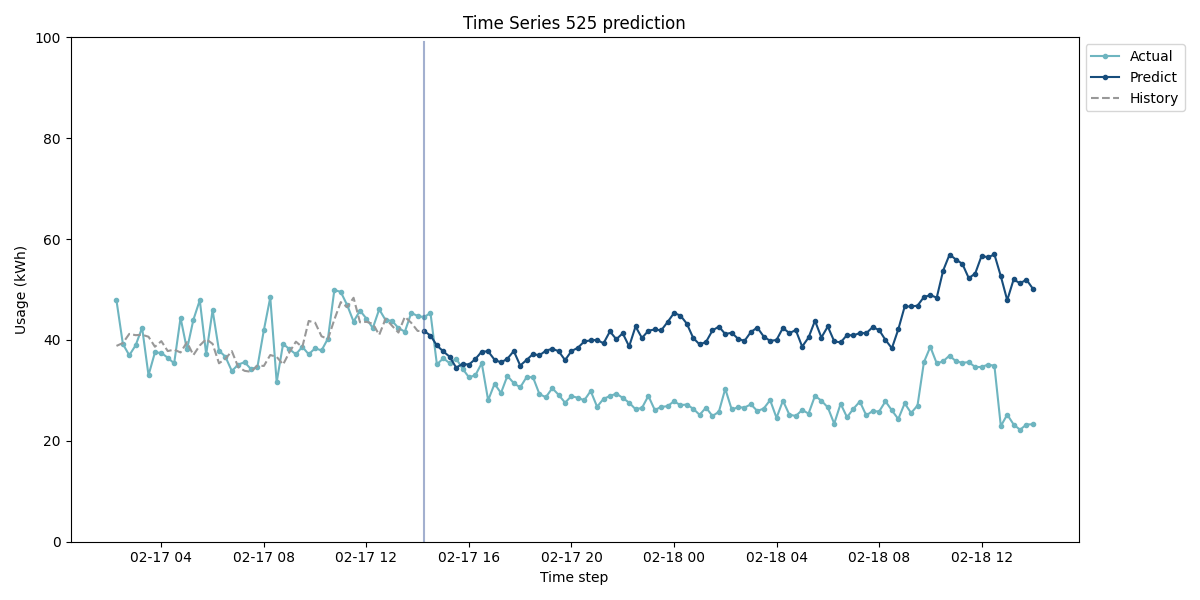 Time Series 525 prediction
Usage (kWh)
100
80
60
40
20
0
02-17 04
02-17 08
02-17 12
02-17 16
02-17 20
02-18 00
02-18 04
02-18 08
02-18 12
Time step
Actual
Predict
History